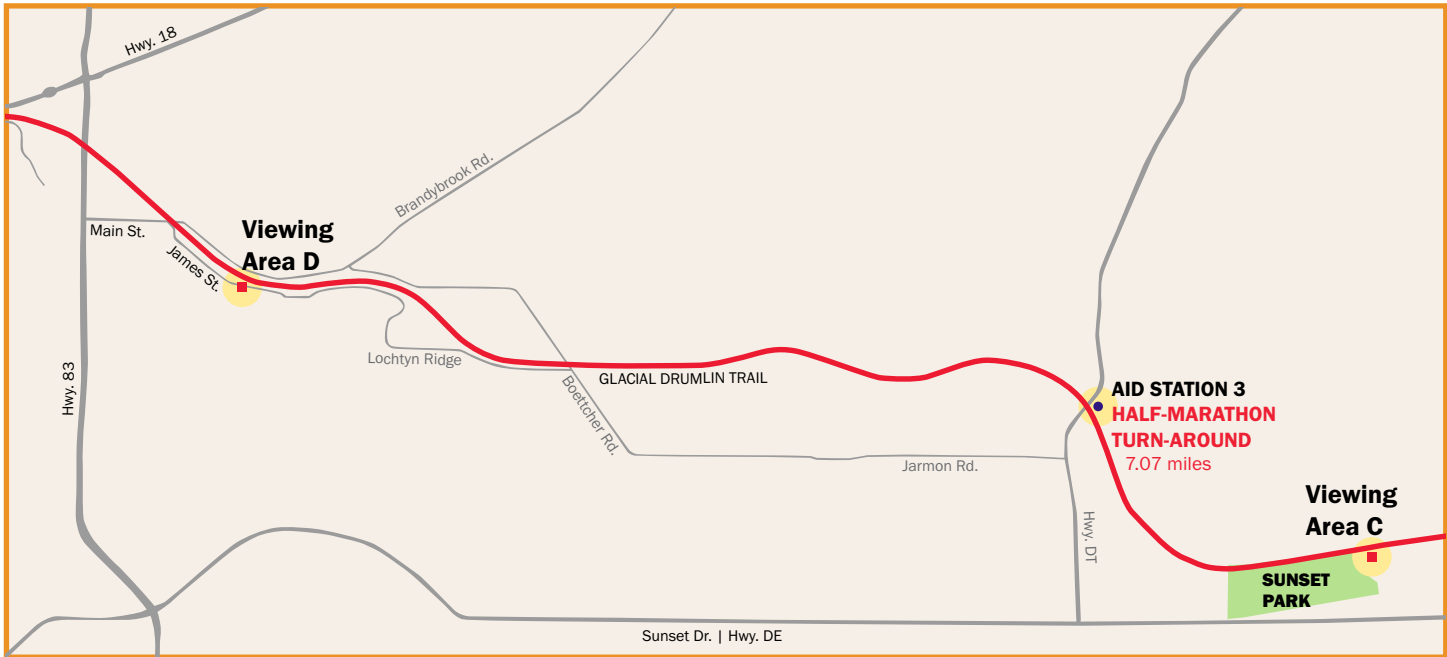 Hwy. 18
Brandybrook Rd.
Main St.
James St.
Viewing
Area D
Lochtyn Ridge
Hwy. 83
GLACIAL DRUMLIN TRAIL
Boettcher Rd.
AID STATION 3
HALF-MARATHON
TURN-AROUND
7.07 miles
Jarmon Rd.
Hwy. DT
Viewing
Area C
SUNSET
PARK
Sunset Dr. | Hwy. DE